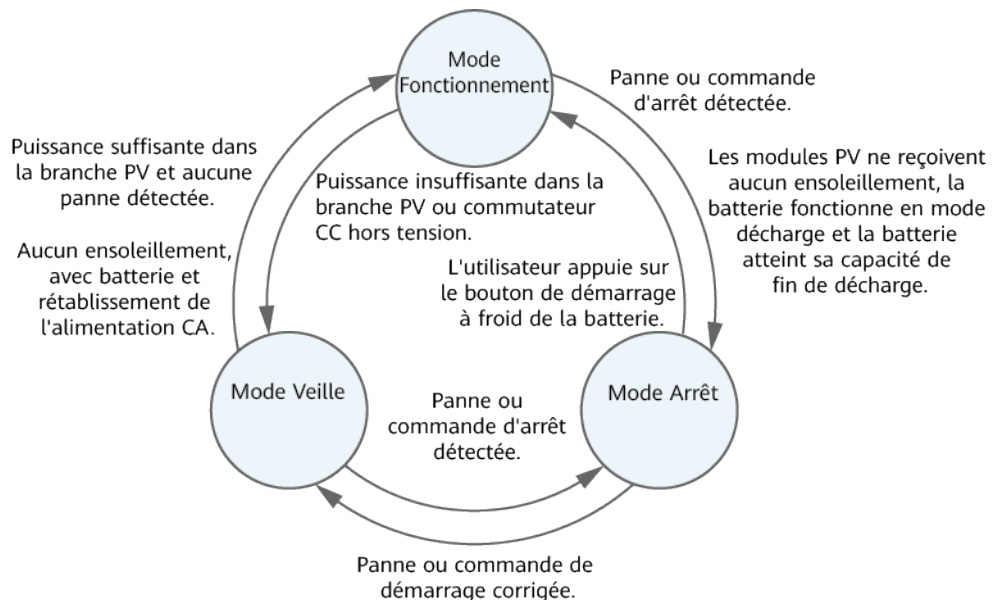 Mode
Fonctionnement
Panne ou commande
d'arrêt détectée.
Puissance suffisante dans
la branche PV et aucune
panne détectée.
Les modules PV ne reçoivent
aucun ensoleillement, la
batterie fonctionne en mode
décharge et la batterie
atteint sa capacité de
fin de décharge.
Puissance insuffisante dans la
branche PV ou commutateur
CC hors tension.
Aucun ensoleillement,
avec batterie et
rétablissement de
l'alimentation CA.
L'utilisateur appuie sur
le bouton de démarrage
à froid de la batterie.
Mode Veille
Mode Arrêt
Panne ou
commande d'arrêt
détectée.
Panne ou commande de
démarrage corrigée.